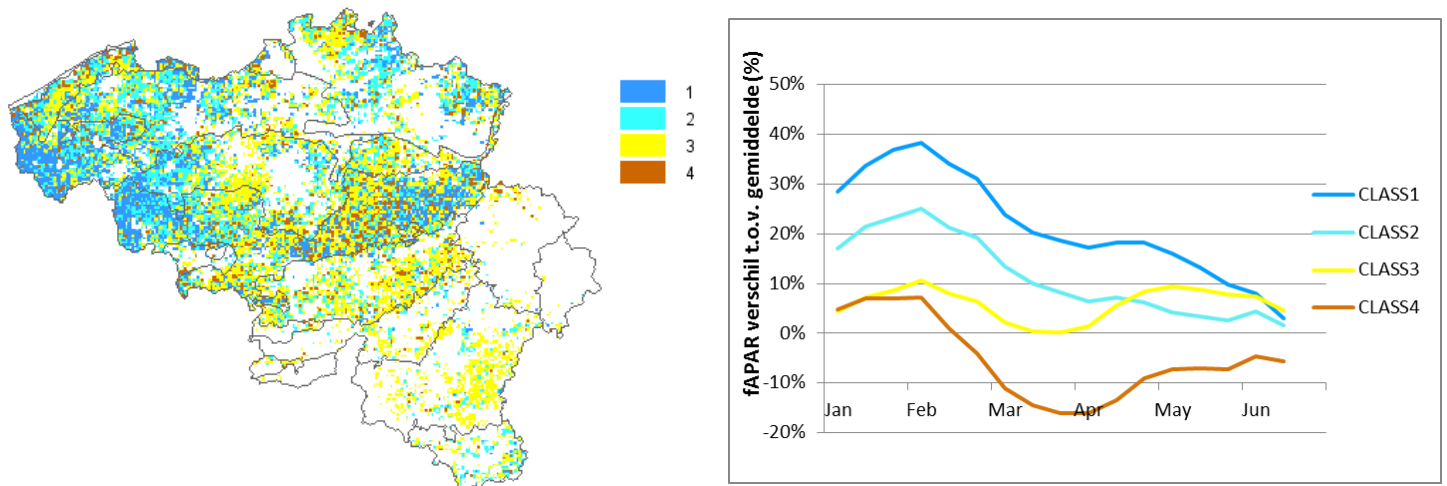 1
2
3
4
fAPAR verschil t.o.v. gemiddelde (%)
50%
40%
30%
20%
10%
0%
-10%
-20%
Jan Feb Mar Apr May Jun
CLASS1
CLASS2
CLASS3
CLASS4